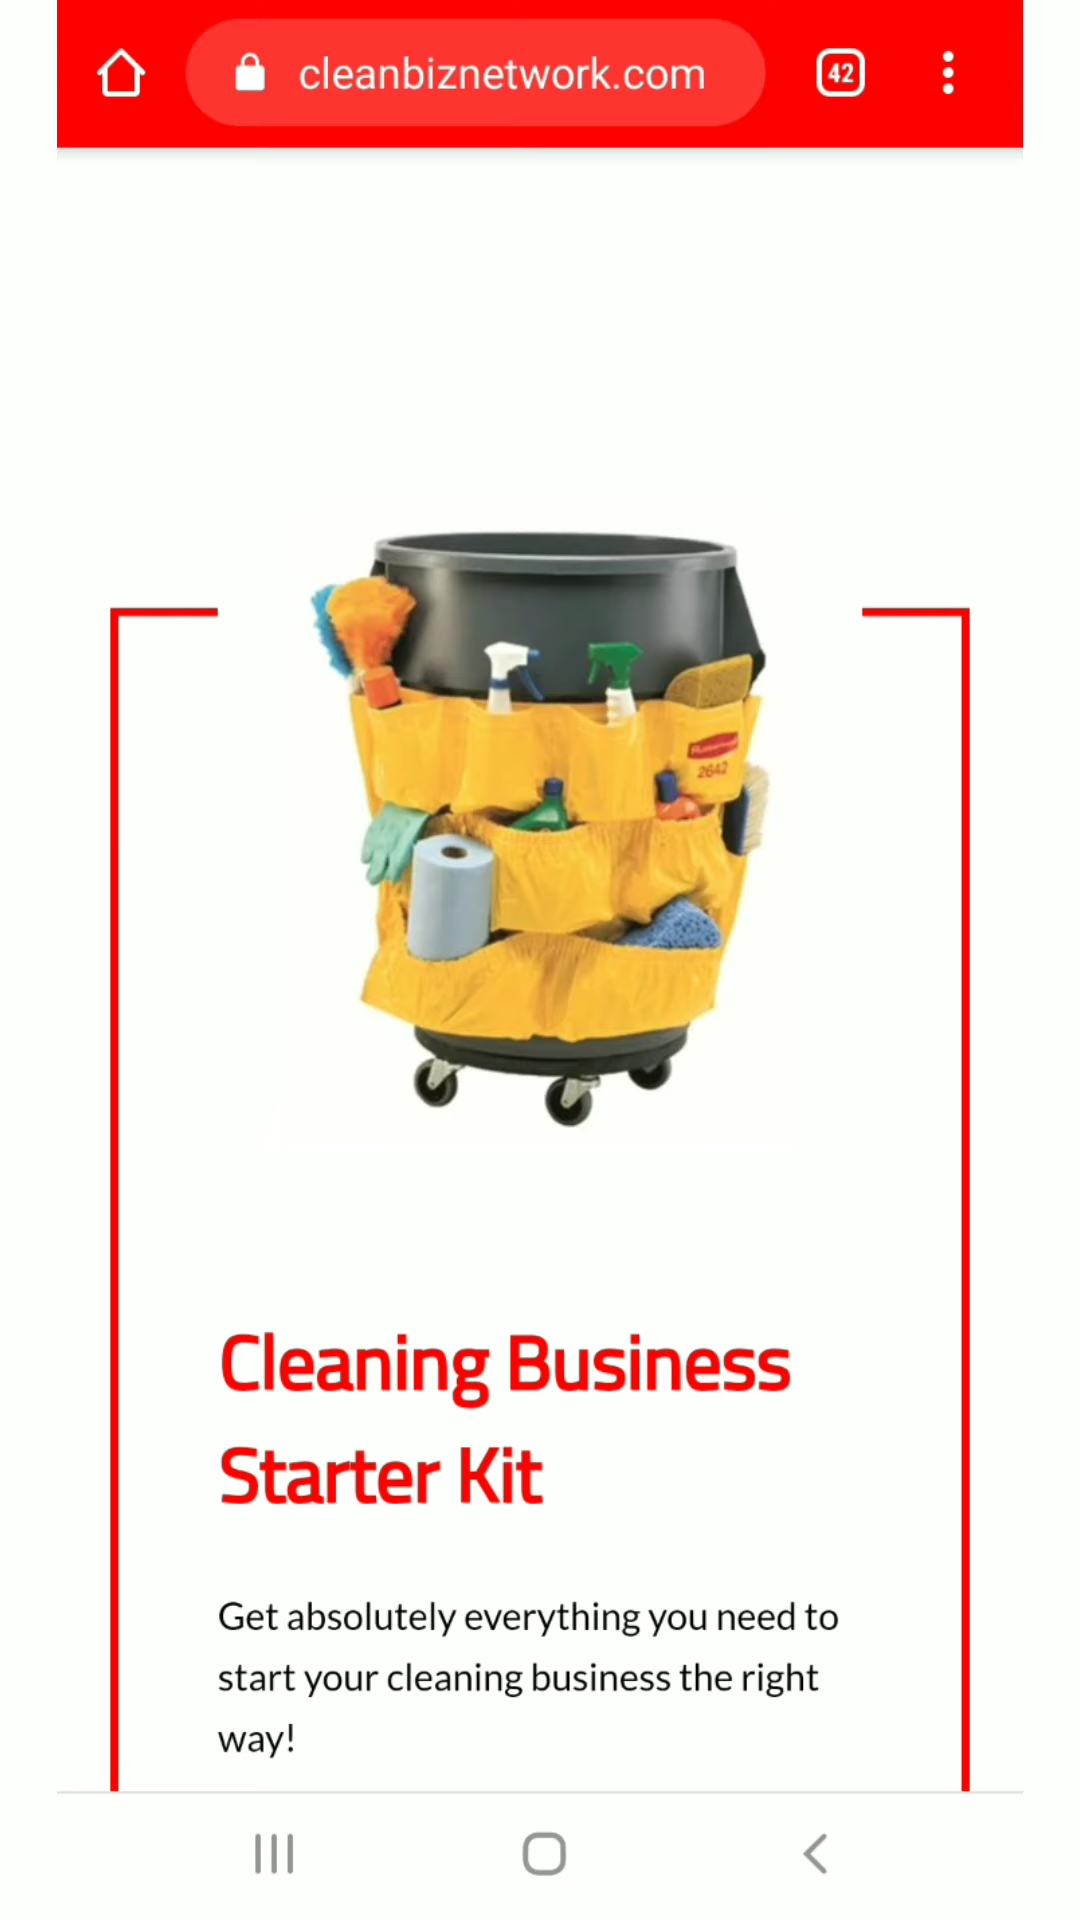 cleanbiznetwork.com
42
Rubbermaid
2642
Cleaning Business
Starter Kit
Get absolutely everything you need to
start your cleaning business the right
way!